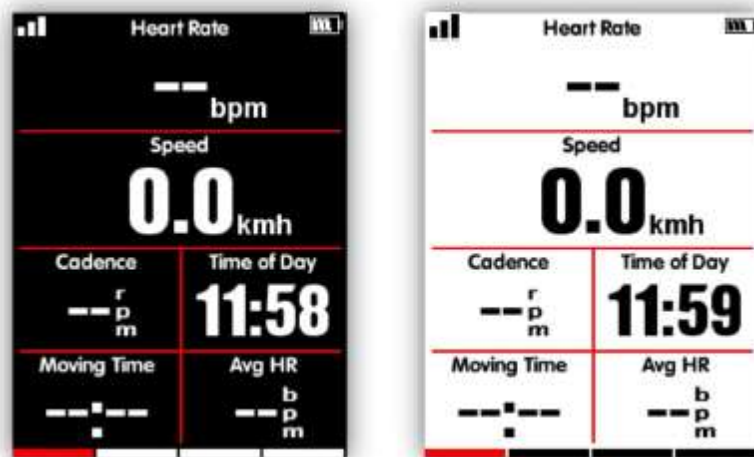 Heart Rate
--
bpm
Speed
0.0 kmh
Cadence
-- rpm
Time of Day
11:58
Moving Time
--:--
Avg HR
-- bpm
Heart Rate
--
bpm
Speed
0.0 kmh
Cadence
-- rpm
Time of Day
11:59
Moving Time
--:--
Avg HR
-- bpm